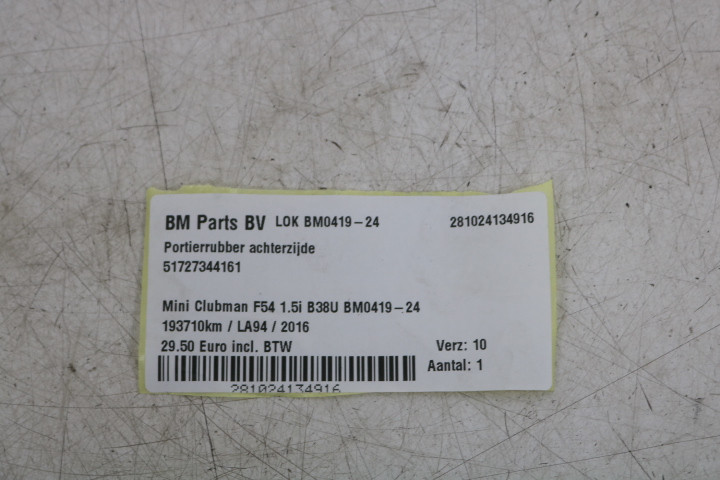 BM Parts BV LOK BM0419-24 281024134916
Portierrubber achterzijde
51727344161
Mini Clubman F54 1.5i B38U BM0419-24
193710km / LA94 / 2016
29.50 Euro incl. BTW Verz: 10
Aantal: 1
281024134916